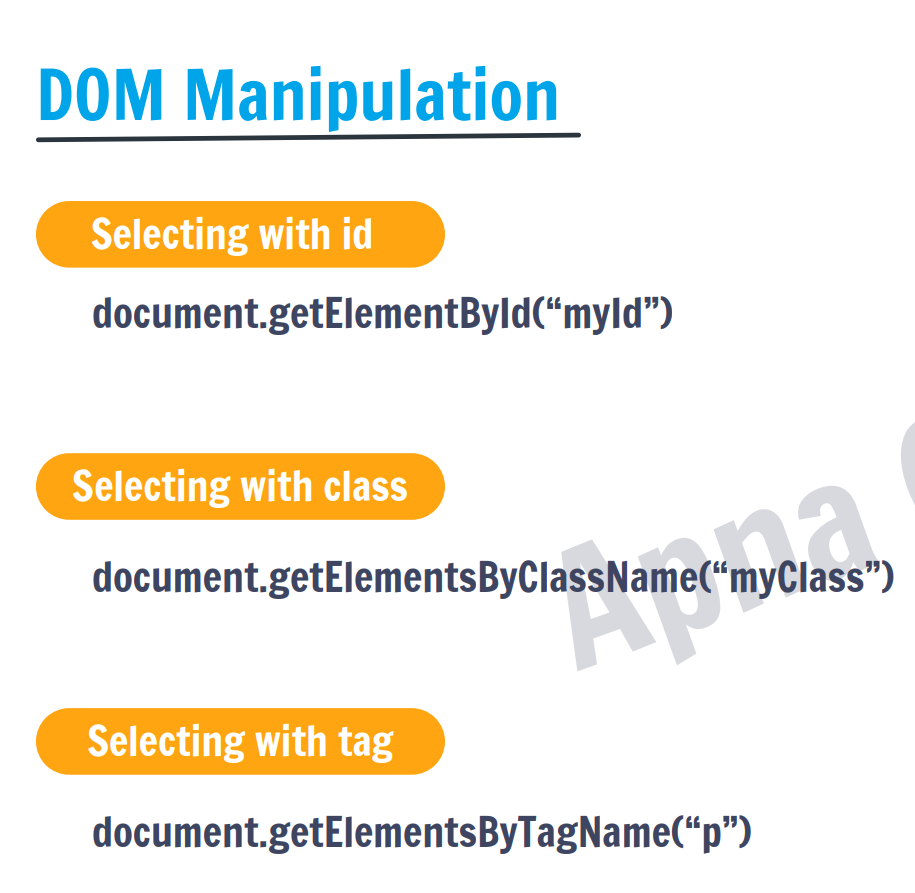 DOM Manipulation
Selecting with id
document.getElementById(“myId”)
Selecting with class
document.getElementsByClassName(“myClass”)
Apna
Selecting with tag
document.getElementsByTagName(“p”)